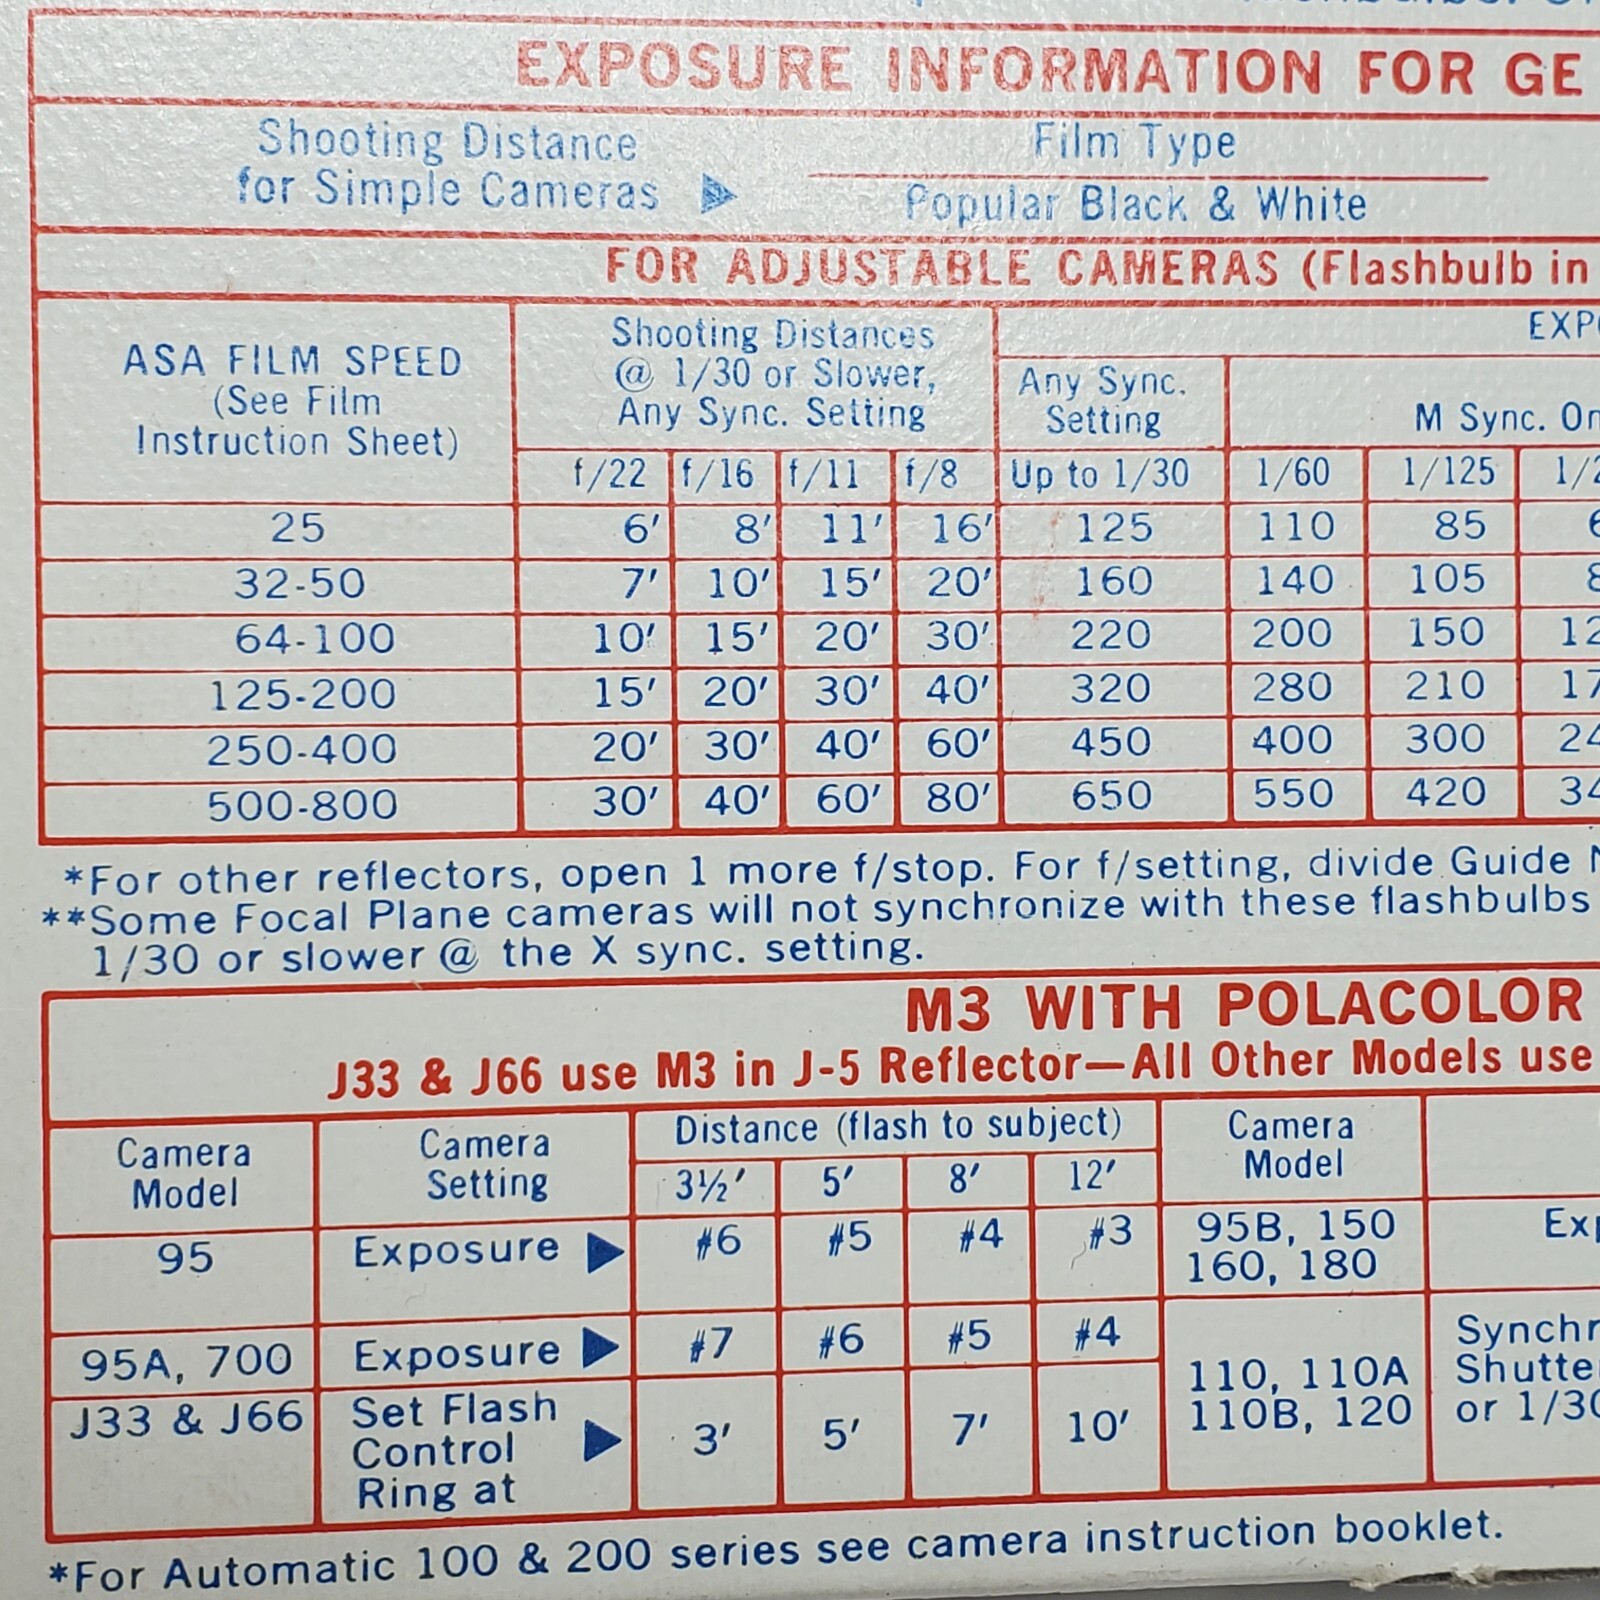 EXPOSURE INFORMATION FOR GE
Shooting Distance
for Simple Cameras ▶
Film Type
Popular Black & White
FOR ADJUSTABLE CAMERAS (Flashbulb in
ASA FILM SPEED
(See Film
Instruction Sheet)
Shooting Distances
@ 1/30 or Slower,
Any Sync. Setting
Any Sync.
Setting
M Sync.
f/22 f/16 f/11 f/8 Up to 1/30 1/60 1/125
25 6′ 8′ 11′ 16′ 125 110 85
32-50 7′ 10′ 15′ 20′ 160 140 105
64-100 10′ 15′ 20′ 30′ 220 200 150
125-200 15′ 20′ 30′ 40′ 320 280 210
250-400 20′ 30′ 40′ 60′ 450 400 300
500-800 30′ 40′ 60′ 80′ 650 550 420
*For other reflectors, open 1 more f/stop. For f/setting, divide Guide
**Some Focal Plane cameras will not synchronize with these flashbulbs
1/30 or slower @ the X sync. setting.
M3 WITH POLACOLOR
J33 & J66 use M3 in J-5 Reflector—All Other Models use
Camera
Model
Camera
Setting
Distance (flash to subject)
3½′ 5′ 8′ 12′
Camera
Model
95 Exposure ▶ #6 #5 #4 #3
95B, 150
160, 180
95A, 700 Exposure ▶ #7 #6 #5 #4
J33 & J66 Set Flash
Control ▶
Ring at
3′ 5′ 7′ 10′
110, 110A
110B, 120
or
*For Automatic 100 & 200 series see camera instruction booklet.